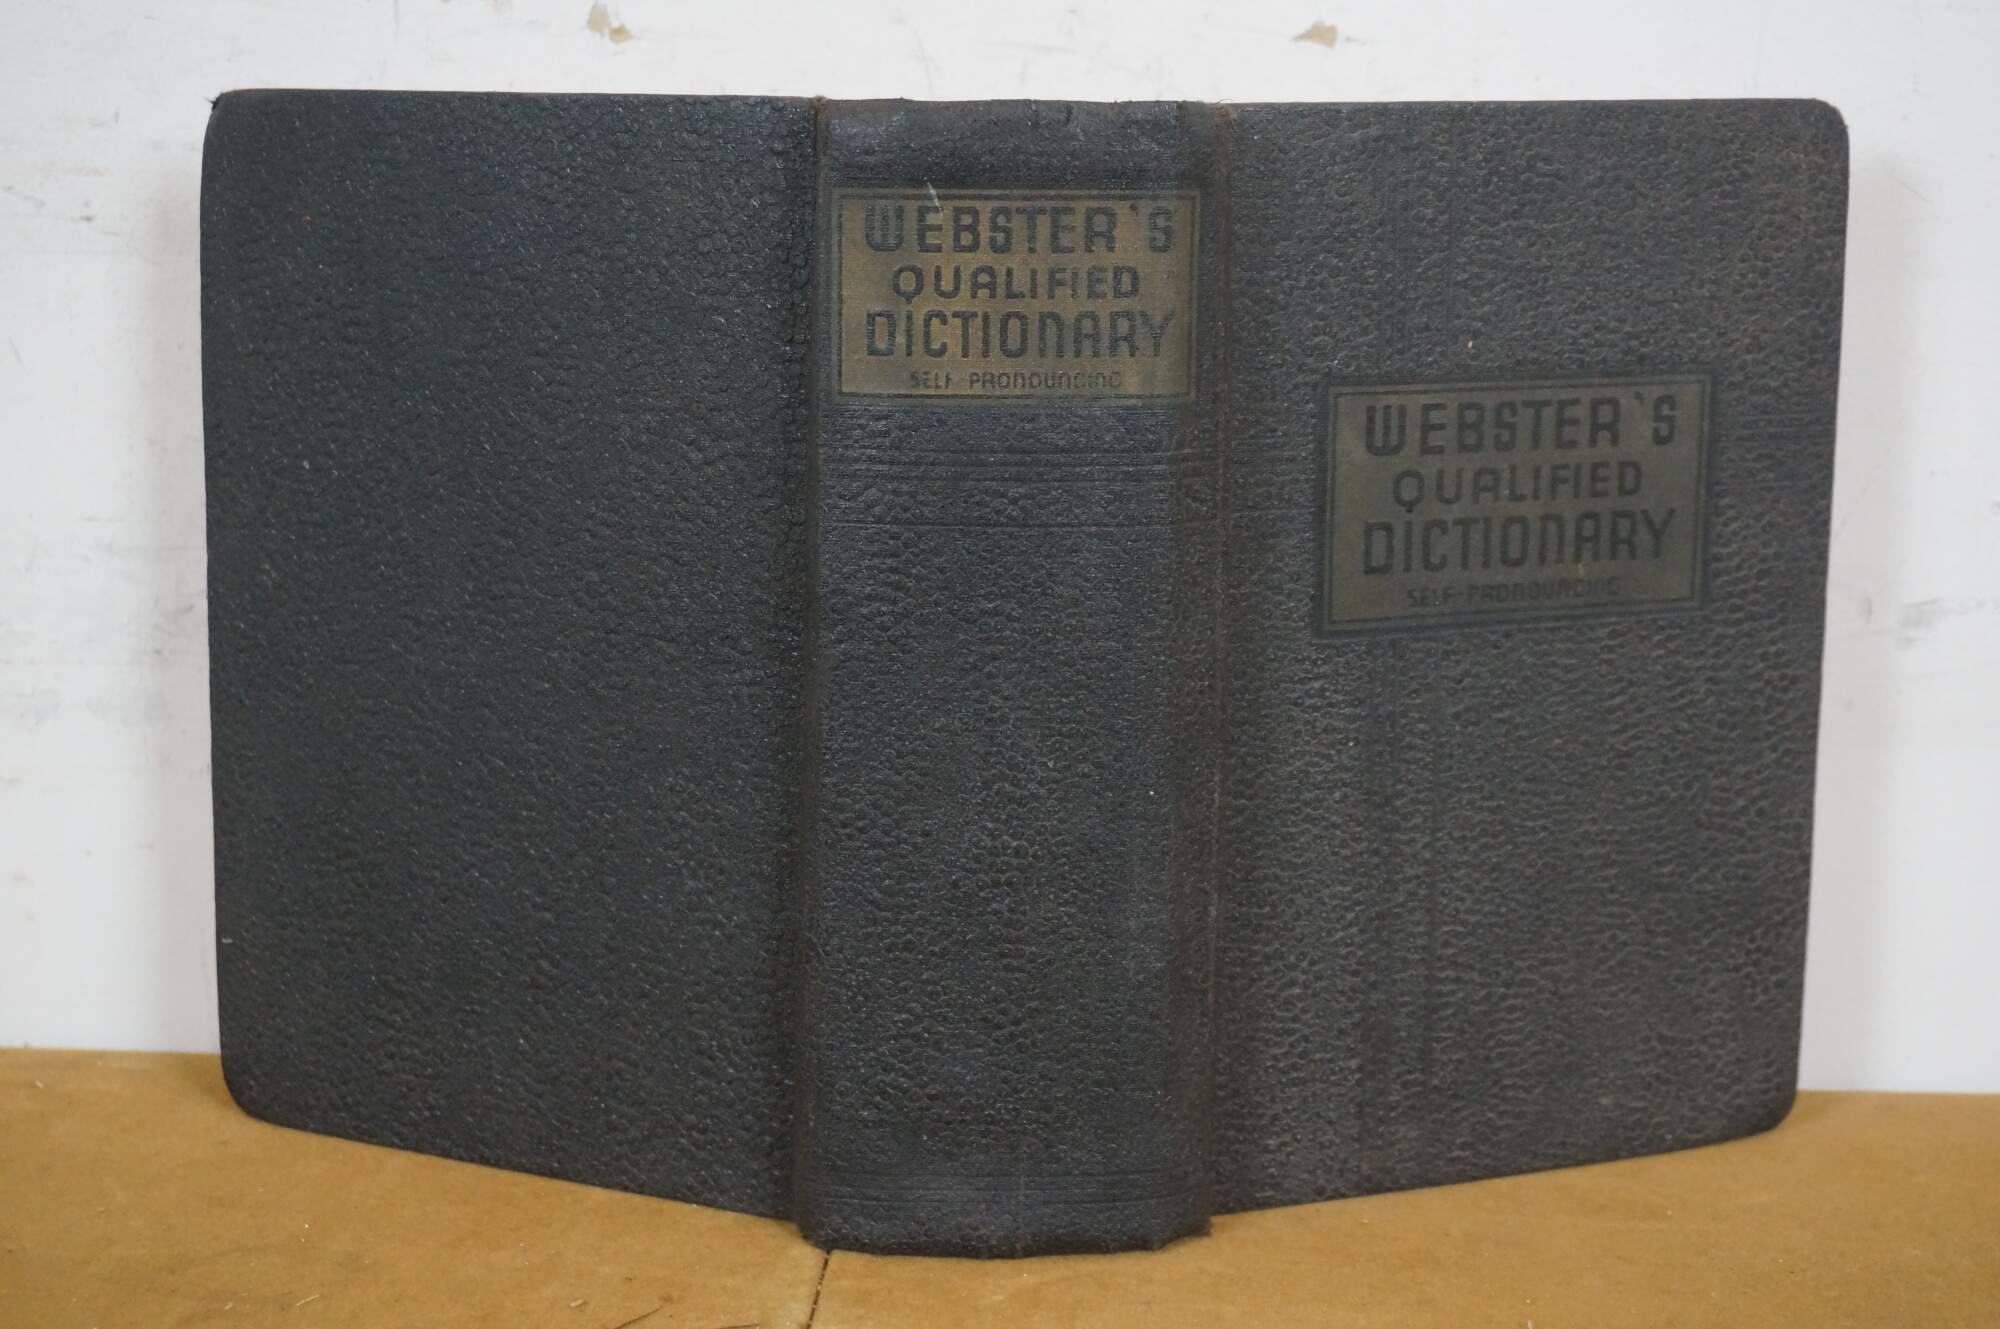 WEBSTER'S
QUALIFIED
DICTIONARY
SELF PRONOUNCING
WEBSTER'S
QUALIFIED
DICTIONARY
SELF-PRONOUNCING